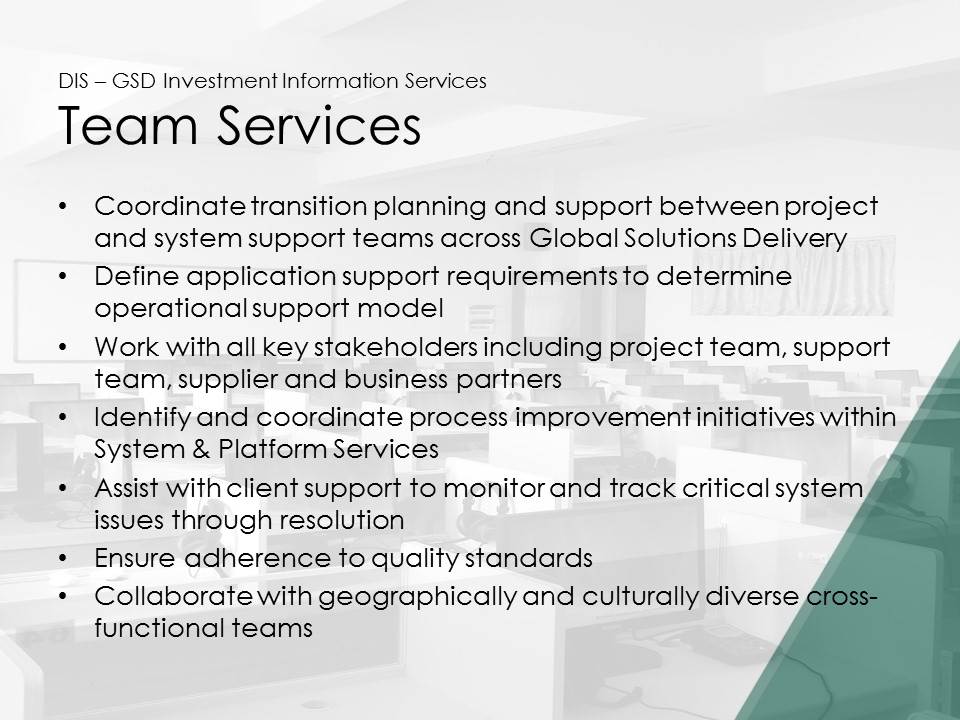 DIS – GSD Investment Information Services
Team Services
• Coordinate transition planning and support between project
and system support teams across Global Solutions Delivery
• Define application support requirements to determine
operational support model
• Work with all key stakeholders including project team, support
team, supplier and business partners
• Identify and coordinate process improvement initiatives within
System & Platform Services
• Assist with client support to monitor and track critical system
issues through resolution
• Ensure adherence to quality standards
• Collaborate with geographically and culturally diverse cross-
functional teams